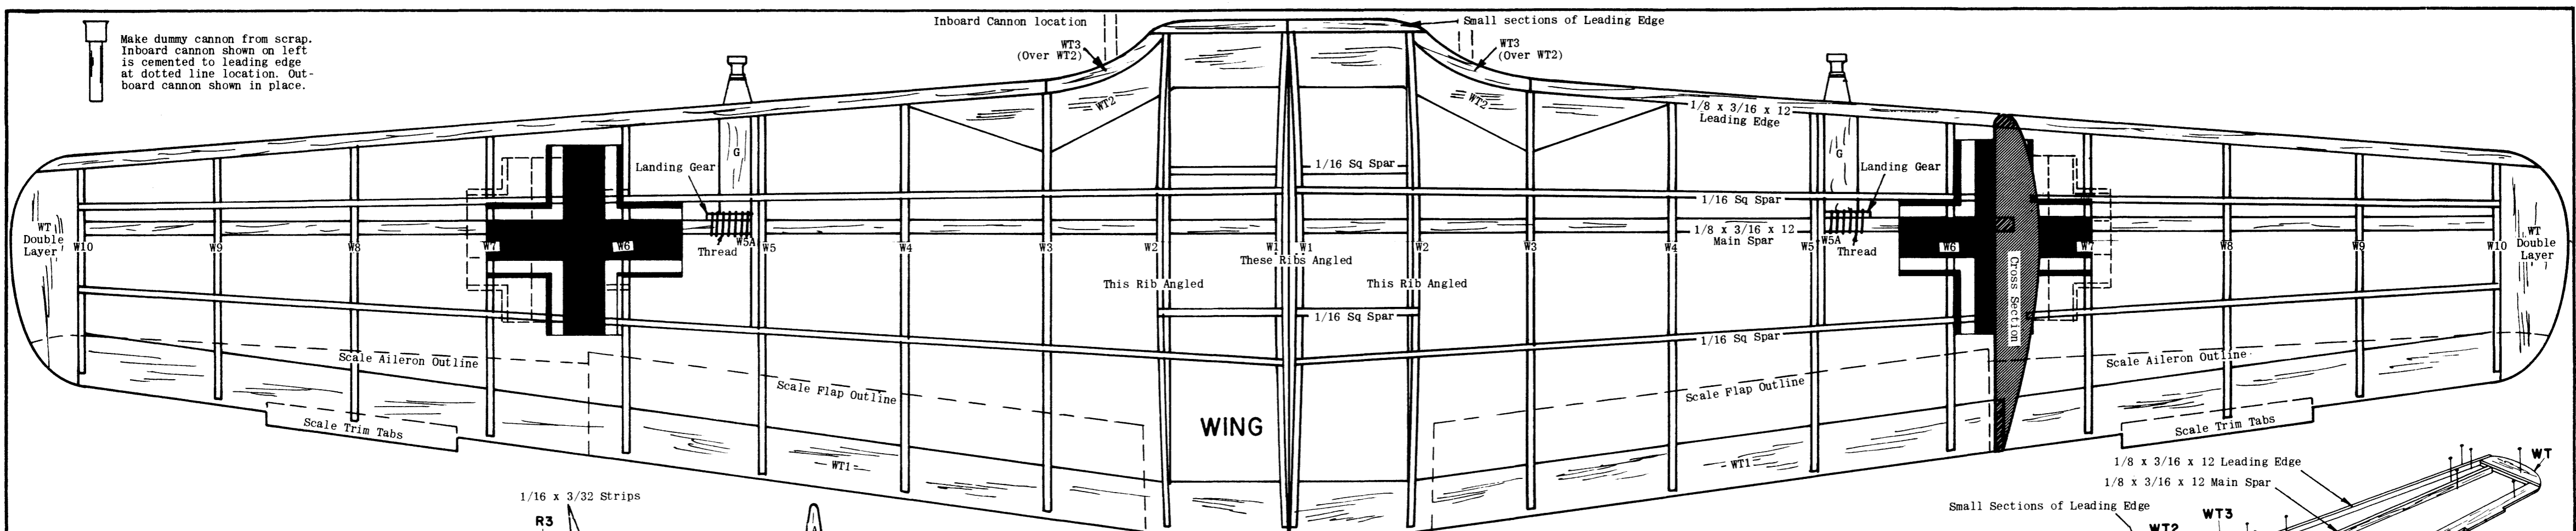 Make dummy cannon from scrap.
Inboard cannon shown on left
is cemented to leading edge
at dotted line location. Out-
board cannon shown in place.
Inboard Cannon location
Small sections of Leading Edge
WT3
(Over WT2)
WT3
(Over WT2)
WT2
WT2
1/8 x 3/16 x 12
Leading Edge
G
G
Landing Gear
Landing Gear
1/16 Sq Spar
1/16 Sq Spar
1/8 x 3/16 x 12
Main Spar
WT
Double
Layer
W10
W9
W8
W7
W6
W5A
W5
Thread
W4
W3
W2
W1
W1
W2
W3
W4
W5
W5A
Thread
W6
W7
W8
W9
W10
WT
Double
Layer
These Ribs Angled
This Rib Angled
This Rib Angled
Cross Section
1/16 Sq Spar
1/16 Sq Spar
Scale Aileron Outline
Scale Flap Outline
Scale Flap Outline
Scale Aileron Outline
Scale Trim Tabs
Scale Trim Tabs
WING
WT1
WT1
1/16 x 3/32 Strips
R3
A
1/8 x 3/16 x 12 Leading Edge
1/8 x 3/16 x 12 Main Spar
Small Sections of Leading Edge
WT
WT3
WT2